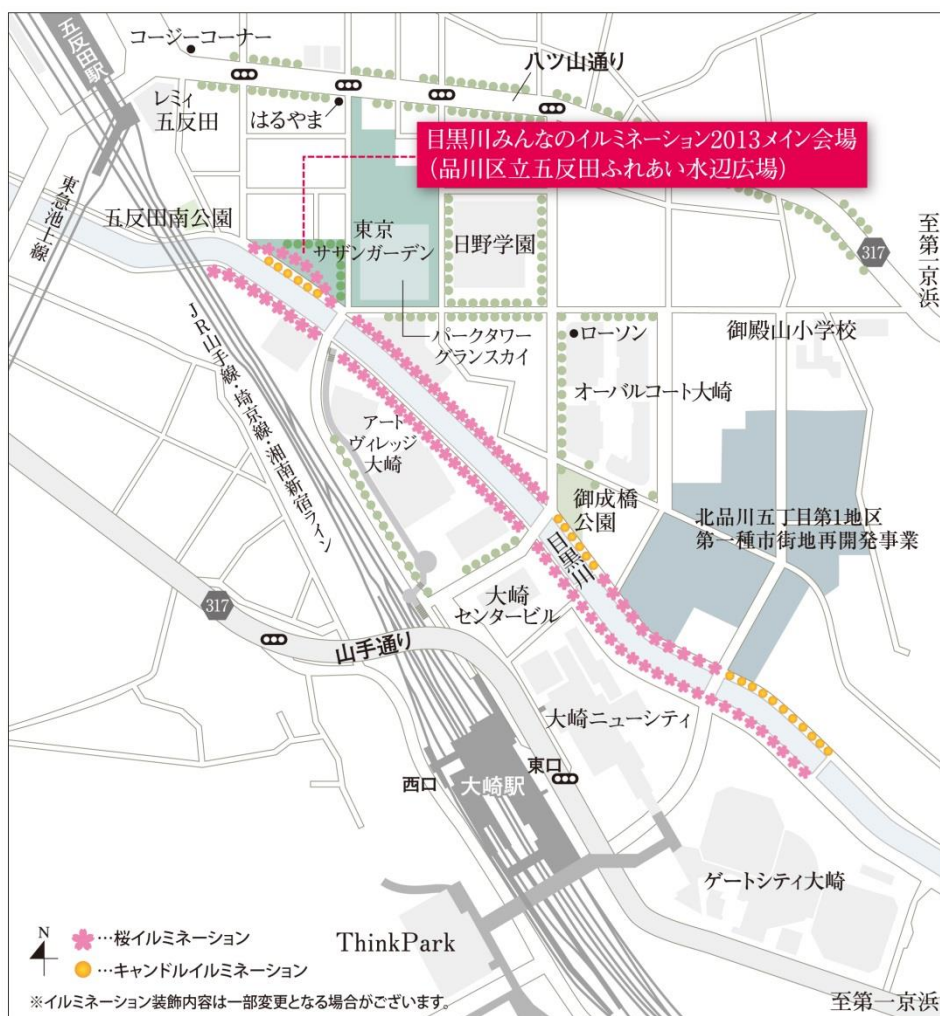 五反田駅
コージーコーナー
八ツ山通り
レミィ
五反田
はるやま
目黒川みんなのイルミネーション2013メイン会場
（品川区立五反田ふれあい水辺広場）
東急池上線
五反田南公園
東京
サザンガーデン
日野学園
317
至第一京浜
JR山手線・埼京線・湘南新宿ライン
パークタワー
グランスカイ
ローソン
御殿山小学校
オーバルコート大崎
アート
ヴィレッジ
大崎
御成橋
公園
目黒川
北品川五丁目第1地区
第一種市街地再開発事業
大崎
センタービル
317
山手通り
大崎ニューシティ
西口
大崎駅
東口
ゲートシティ大崎
ThinkPark
N
…桜イルミネーション
…キャンドルイルミネーション
※イルミネーション装飾内容は一部変更となる場合がございます。
至第一京浜